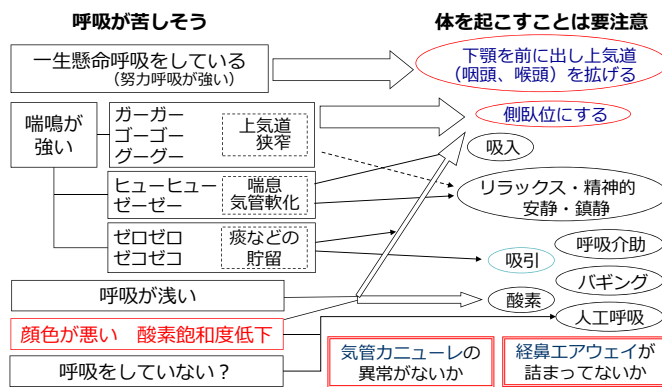 呼吸が苦しそう
体を起こすことは要注意
一生懸命呼吸をしている
(努力呼吸が強い)
下顎を前に出し上気道
(咽頭、喉頭)を拡げる
喘鳴が
強い
ガーガー
ゴーゴー
グーグー
上気道
狭窄
側臥位にする
吸入
ヒューヒュー
ゼーゼー
喘息
気管軟化
リラックス・精神的
安静・鎮静
ゼロゼロ
ゼコゼコ
痰などの
貯留
吸引
呼吸介助
バギング
呼吸が浅い
酸素
人工呼吸
顔色が悪い 酸素飽和度低下
呼吸をしていない?
気管カニューレの
異常がないか
経鼻エアウェイが
詰まってないか